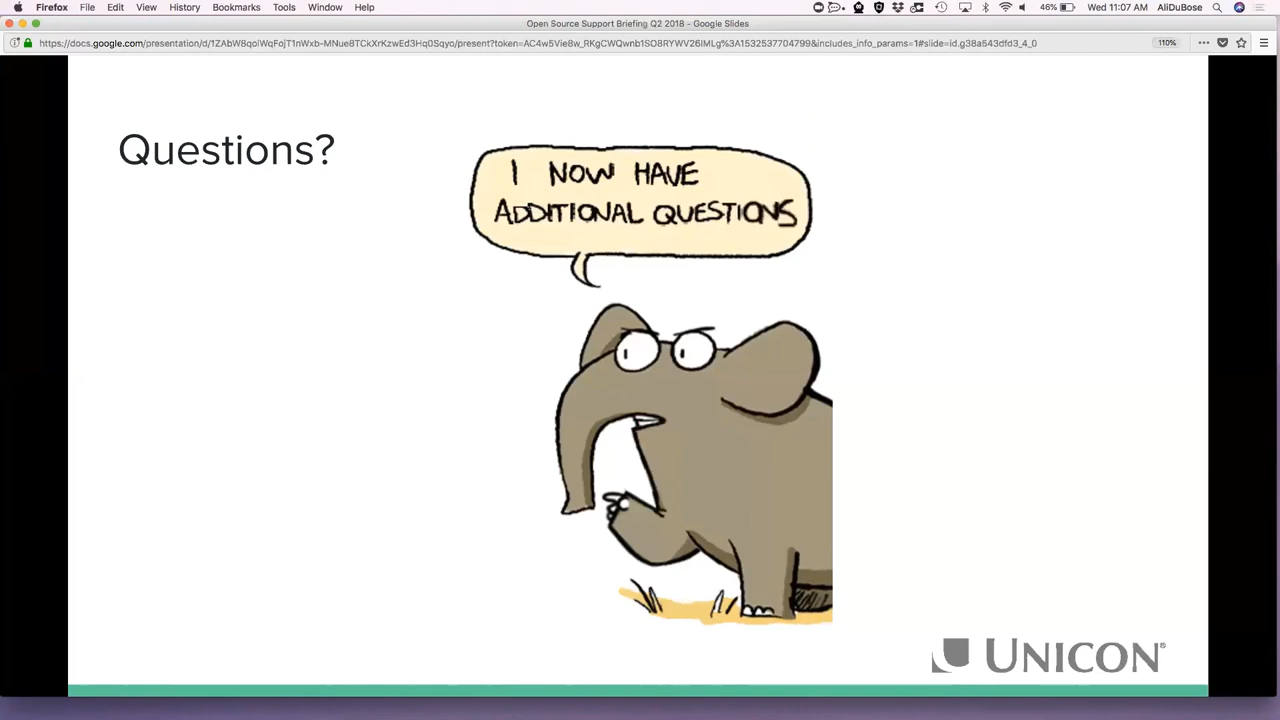 Firefox File Edit View History Bookmarks Tools Window Help 46% Wed 11:07 AM AliDuBose
Open Source Support Briefing Q2 2018 - Google Slides
110%
Questions?
I NOW HAVE
ADDITIONAL QUESTIONS
UNICON®